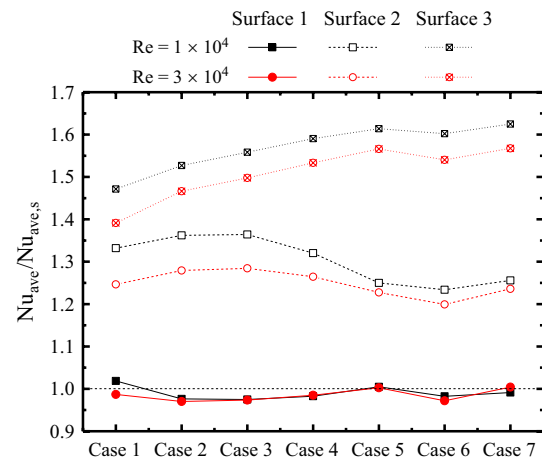 Surface 1 Surface 2 Surface 3
Re = 1 × 10⁴
Re = 3 × 10⁴
1.7
1.6
1.5
1.4
1.3
1.2
1.1
1.0
0.9
Nu_ave/Nu_ave,s
Case 1 Case 2 Case 3 Case 4 Case 5 Case 6 Case 7